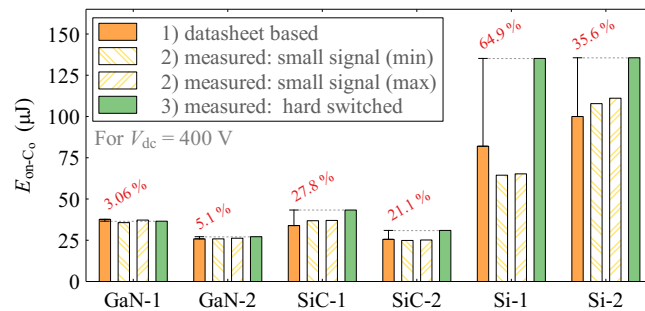 150
125
100
75
50
25
0
E_on-Co (μJ)
1) datasheet based
2) measured: small signal (min)
2) measured: small signal (max)
3) measured: hard switched
For V_dc = 400 V
3.06 %
5.1 %
27.8 %
21.1 %
64.9 %
35.6 %
GaN-1 GaN-2 SiC-1 SiC-2 Si-1 Si-2